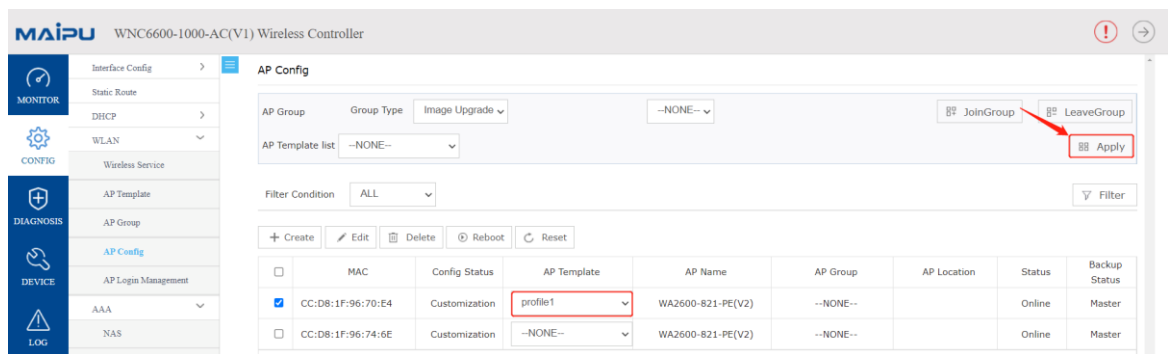 MAIPU WNC6600-1000-AC(V1) Wireless Controller
MONITOR
CONFIG
DIAGNOSIS
DEVICE
LOG
Interface Config
Static Route
DHCP
WLAN
Wireless Service
AP Template
AP Group
AP Config
AP Login Management
AAA
NAS
AP Config
AP Group Group Type Image Upgrade --NONE-- JoinGroup LeaveGroup
AP Template list --NONE-- Apply
Filter Condition ALL Filter
Create Edit Delete Reboot Reset
MAC Config Status AP Template AP Name AP Group AP Location Status Backup Status
CC:D8:1F:96:70:E4 Customization profile1 WA2600-821-PE(V2) --NONE-- Online Master
CC:D8:1F:96:74:6E Customization --NONE-- WA2600-821-PE(V2) --NONE-- Online Master